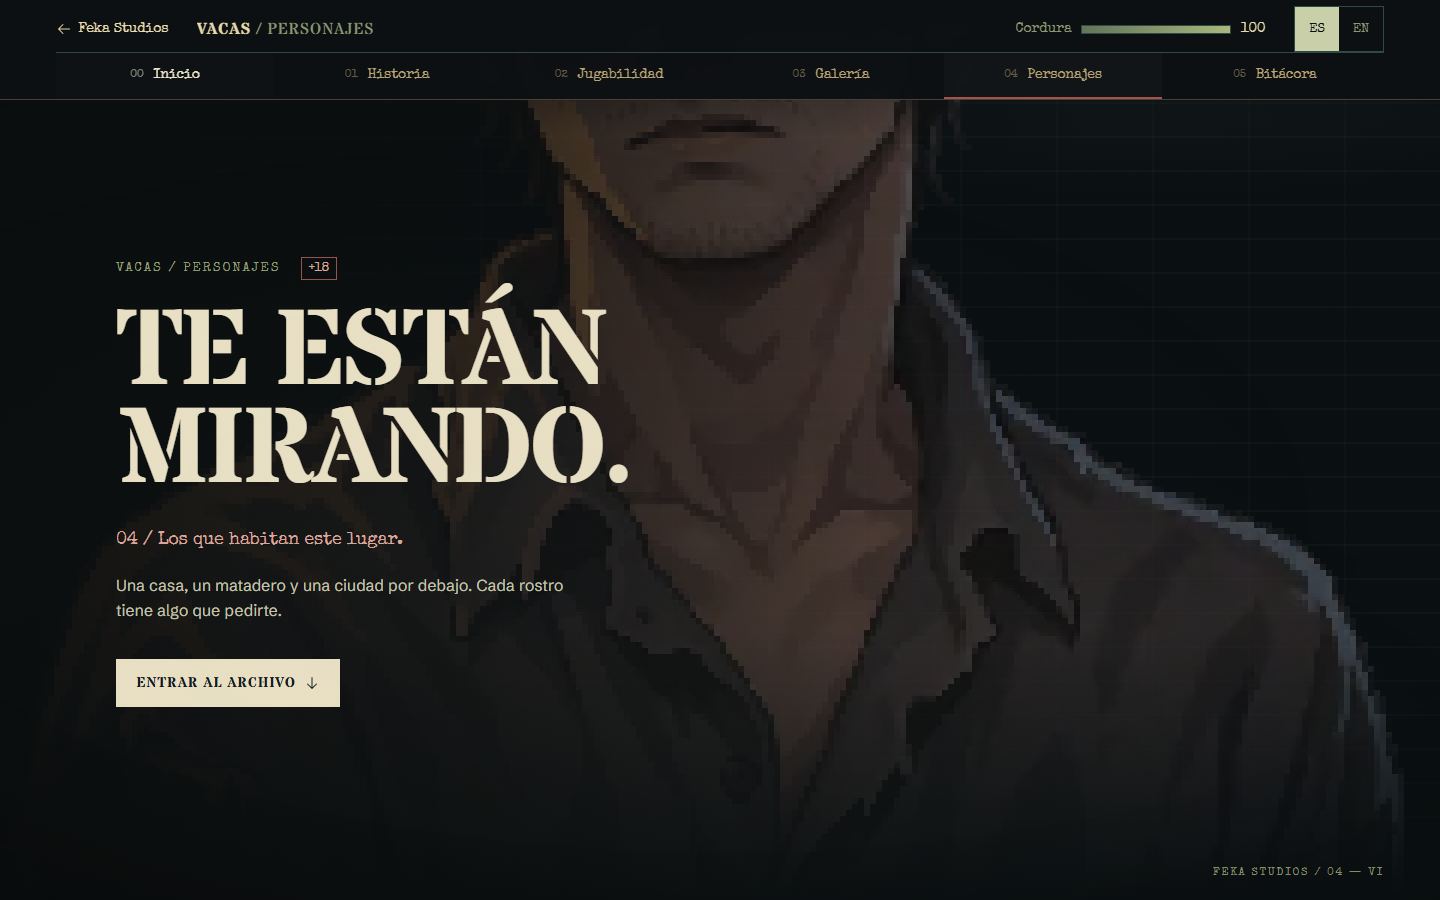 ← Feka Studios
VACAS / PERSONAJES
Cordura 100
ES EN
00 Inicio
01 Historia
02 Jugabilidad
03 Galería
04 Personajes
05 Bitácora
VACAS / PERSONAJES +18
TE ESTÁN
MIRANDO.
04 / Los que habitan este lugar.
Una casa, un matadero y una ciudad por debajo. Cada rostro
tiene algo que pedirte.
ENTRAR AL ARCHIVO ↓
FEKA STUDIOS / 04 — VI